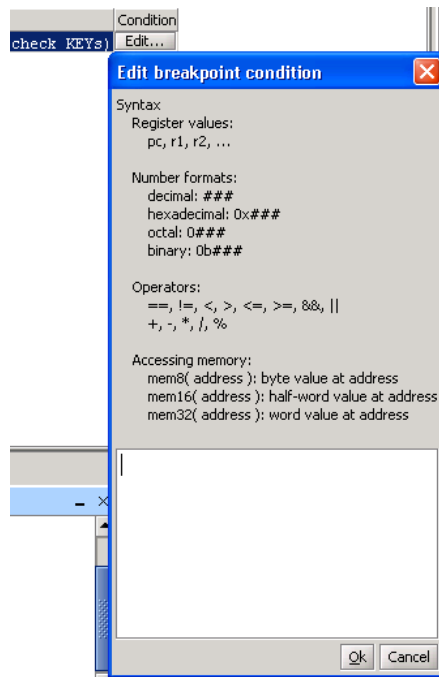 Condition
check KEYs) Edit...
Edit breakpoint condition
Syntax
Register values:
pc, r1, r2, ...
Number formats:
decimal: ###
hexadecimal: 0x###
octal: 0###
binary: 0b###
Operators:
==, !=, <, >, <=, >=, &&, ||
+, -, *, /, %
Accessing memory:
mem8( address ): byte value at address
mem16( address ): half-word value at address
mem32( address ): word value at address
Ok Cancel